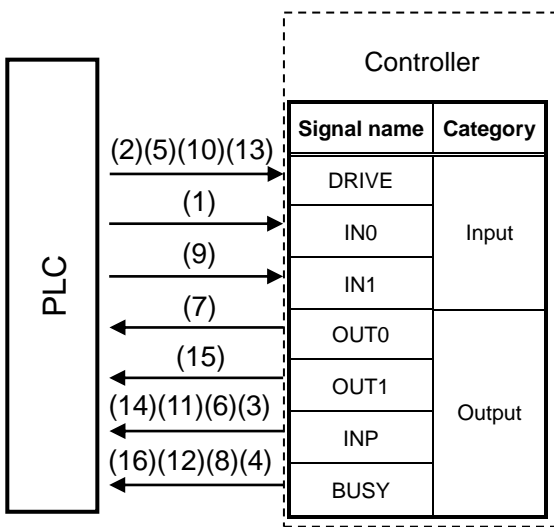 Controller
Signal name Category
(2)(5)(10)(13)
DRIVE
(1)
IN0
Input
(9)
IN1
PLC
(7)
OUT0
(15)
OUT1
(14)(11)(6)(3)
Output
INP
(16)(12)(8)(4)
BUSY